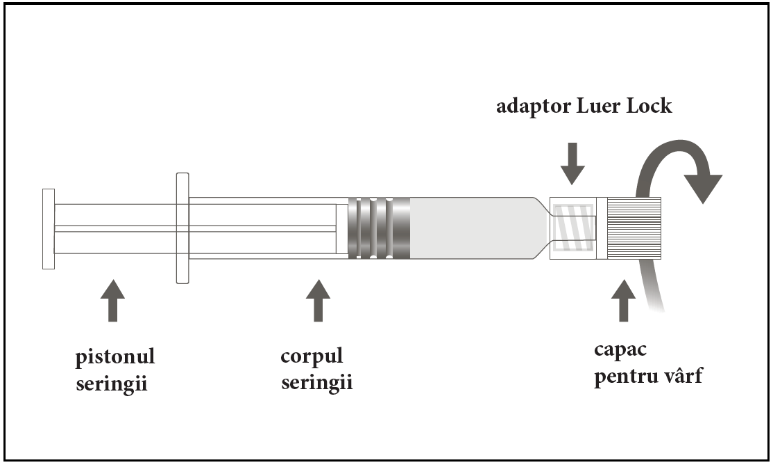 adaptor Luer Lock
pistonul
seringii
corpul
seringii
capac
pentru vârf